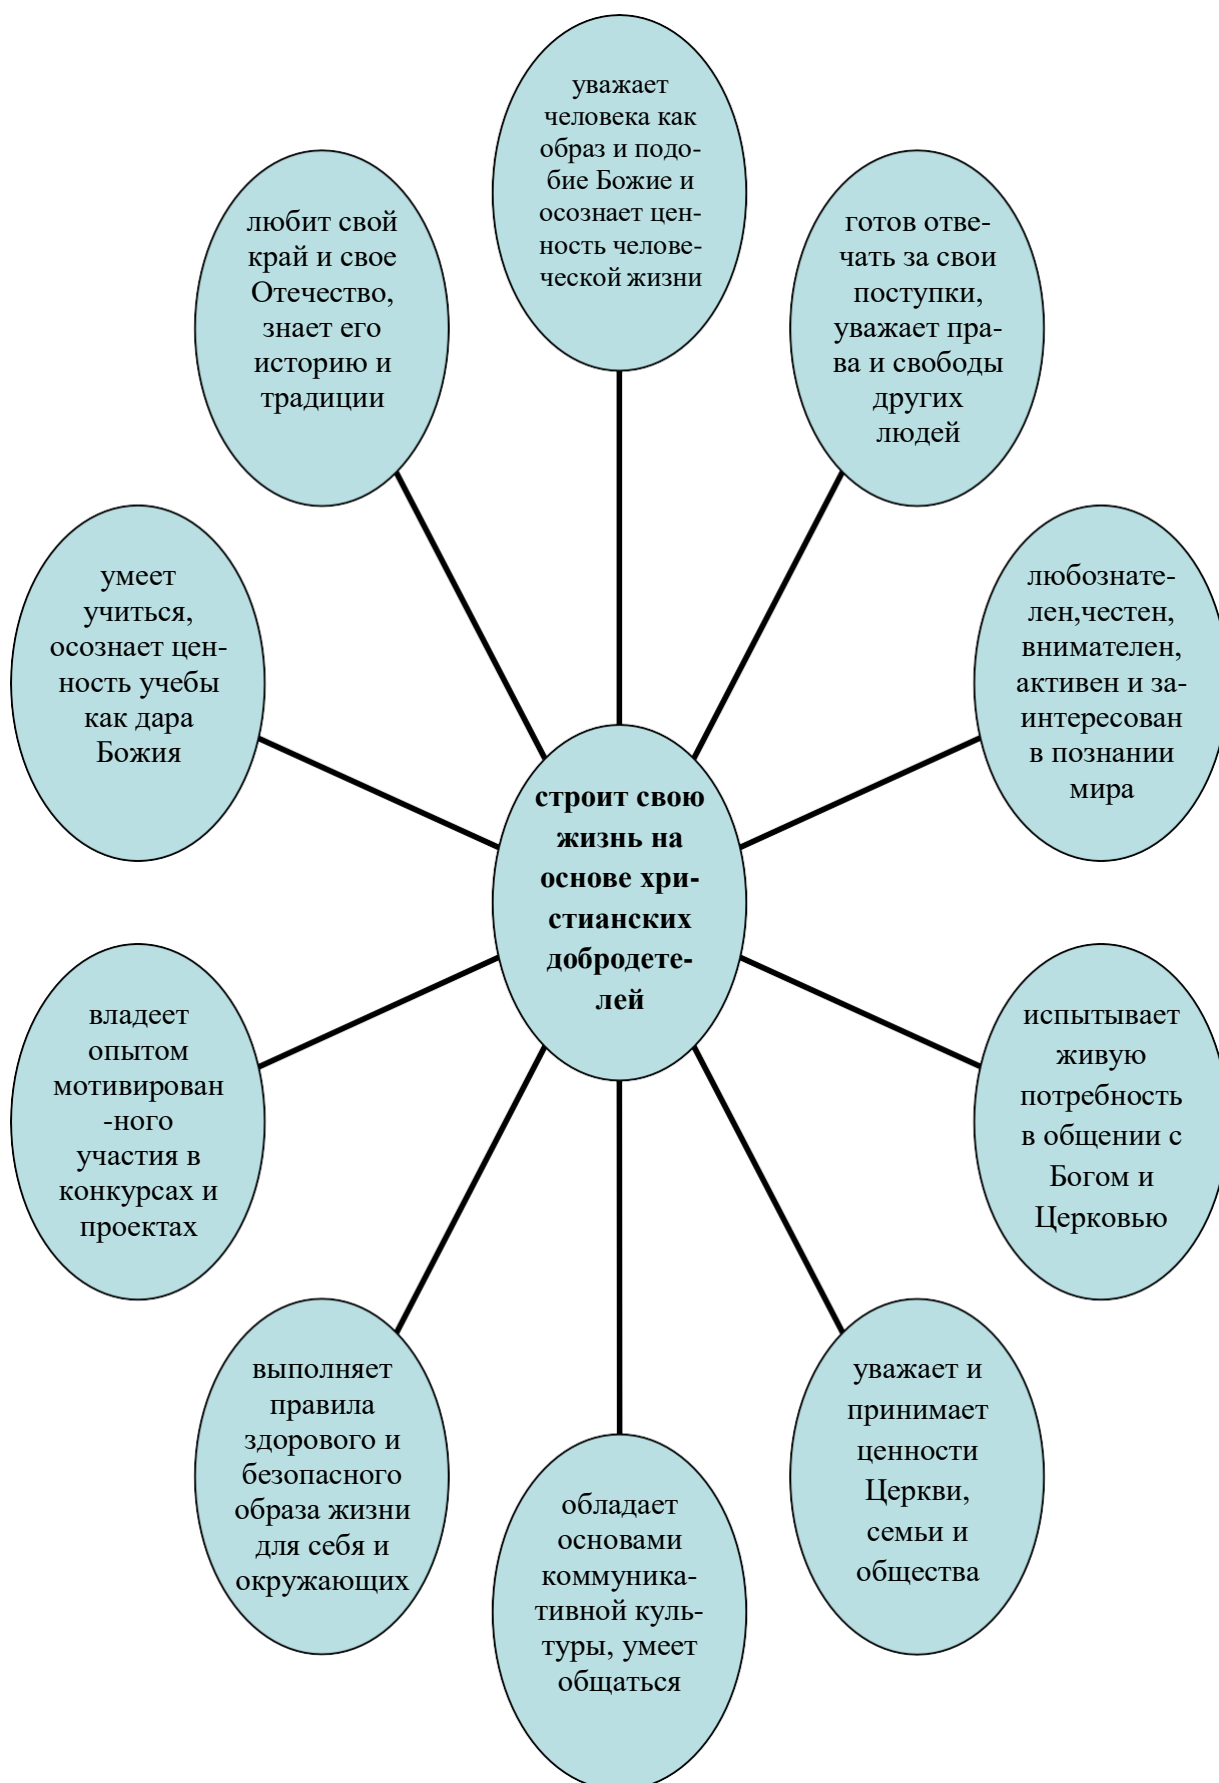 уважает
человека как
образ и подо-
бие Божие и
осознает цен-
ность челове-
ческой жизни
любит свой
край и свое
Отечество,
знает его
историю и
традиции
готов отве-
чать за свои
поступки,
уважает пра-
ва и свободы
других
людей
умеет
учиться,
осознает цен-
ность учебы
как дара
Божия
любознате-
лен,честен,
внимателен,
активен и за-
интересован
в познании
мира
строит свою
жизнь на
основе хри-
стианских
добродете-
лей
владеет
опытом
мотивирован
-ного
участия в
конкурсах и
проектах
испытывает
живую
потребность
в общении с
Богом и
Церковью
выполняет
правила
здорового и
безопасного
образа жизни
для себя и
окружающих
обладает
основами
коммуника-
тивной куль-
туры, умеет
общаться
уважает и
принимает
ценности
Церкви,
семьи и
общества